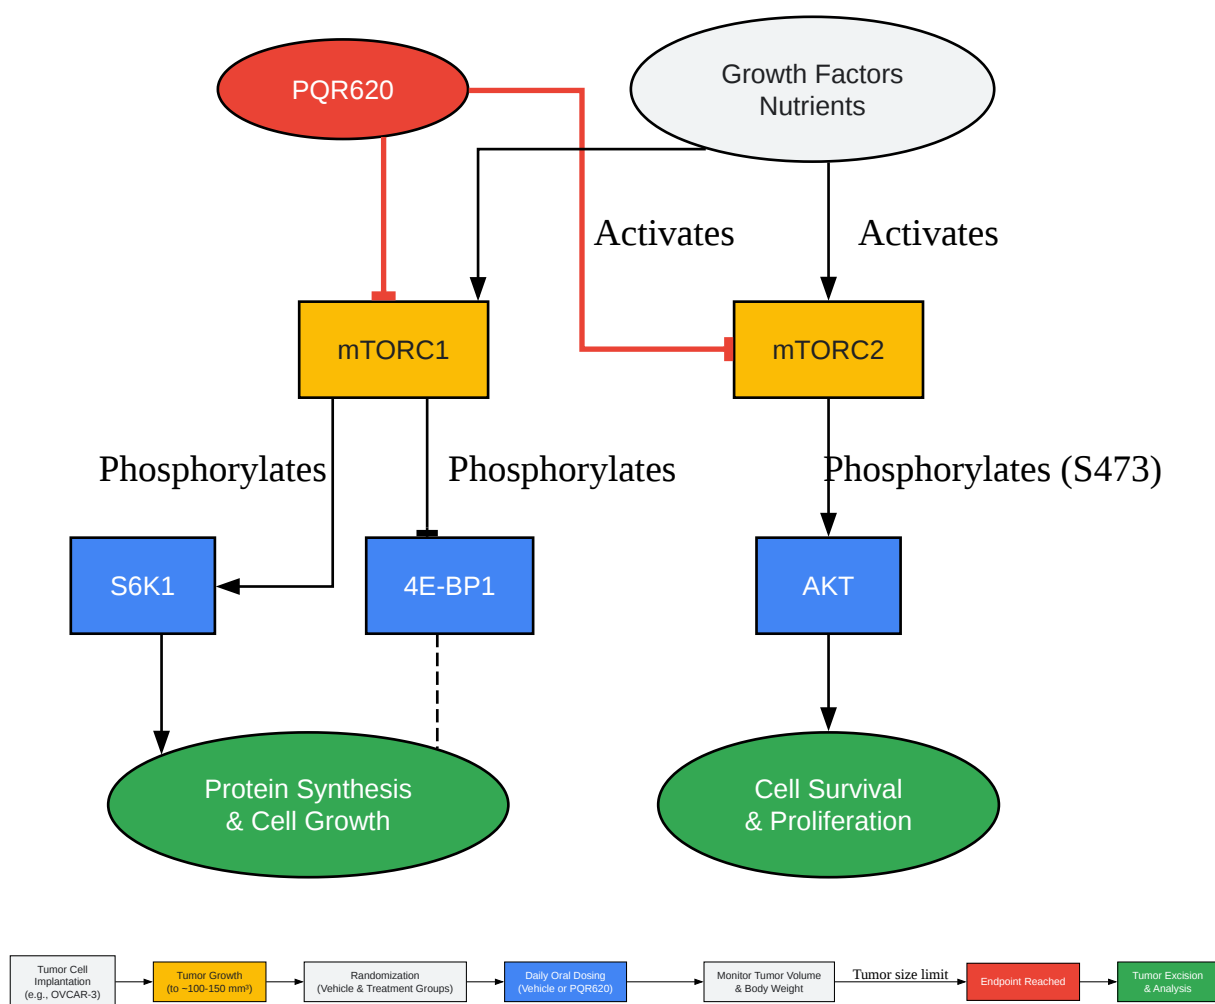 PQR620
Growth Factors
Nutrients
Activates
Activates
mTORC1
mTORC2
Phosphorylates
Phosphorylates
Phosphorylates (S473)
S6K1
4E-BP1
AKT
Protein Synthesis
& Cell Growth
Cell Survival
& Proliferation
Tumor Cell
Implantation
(e.g., OVCAR-3)
Tumor Growth
(to ~100-150 mm³)
Randomization
(Vehicle & Treatment Groups)
Daily Oral Dosing
(Vehicle or PQR620)
Monitor Tumor Volume
& Body Weight
Tumor size limit
Endpoint Reached
Tumor Excision
& Analysis